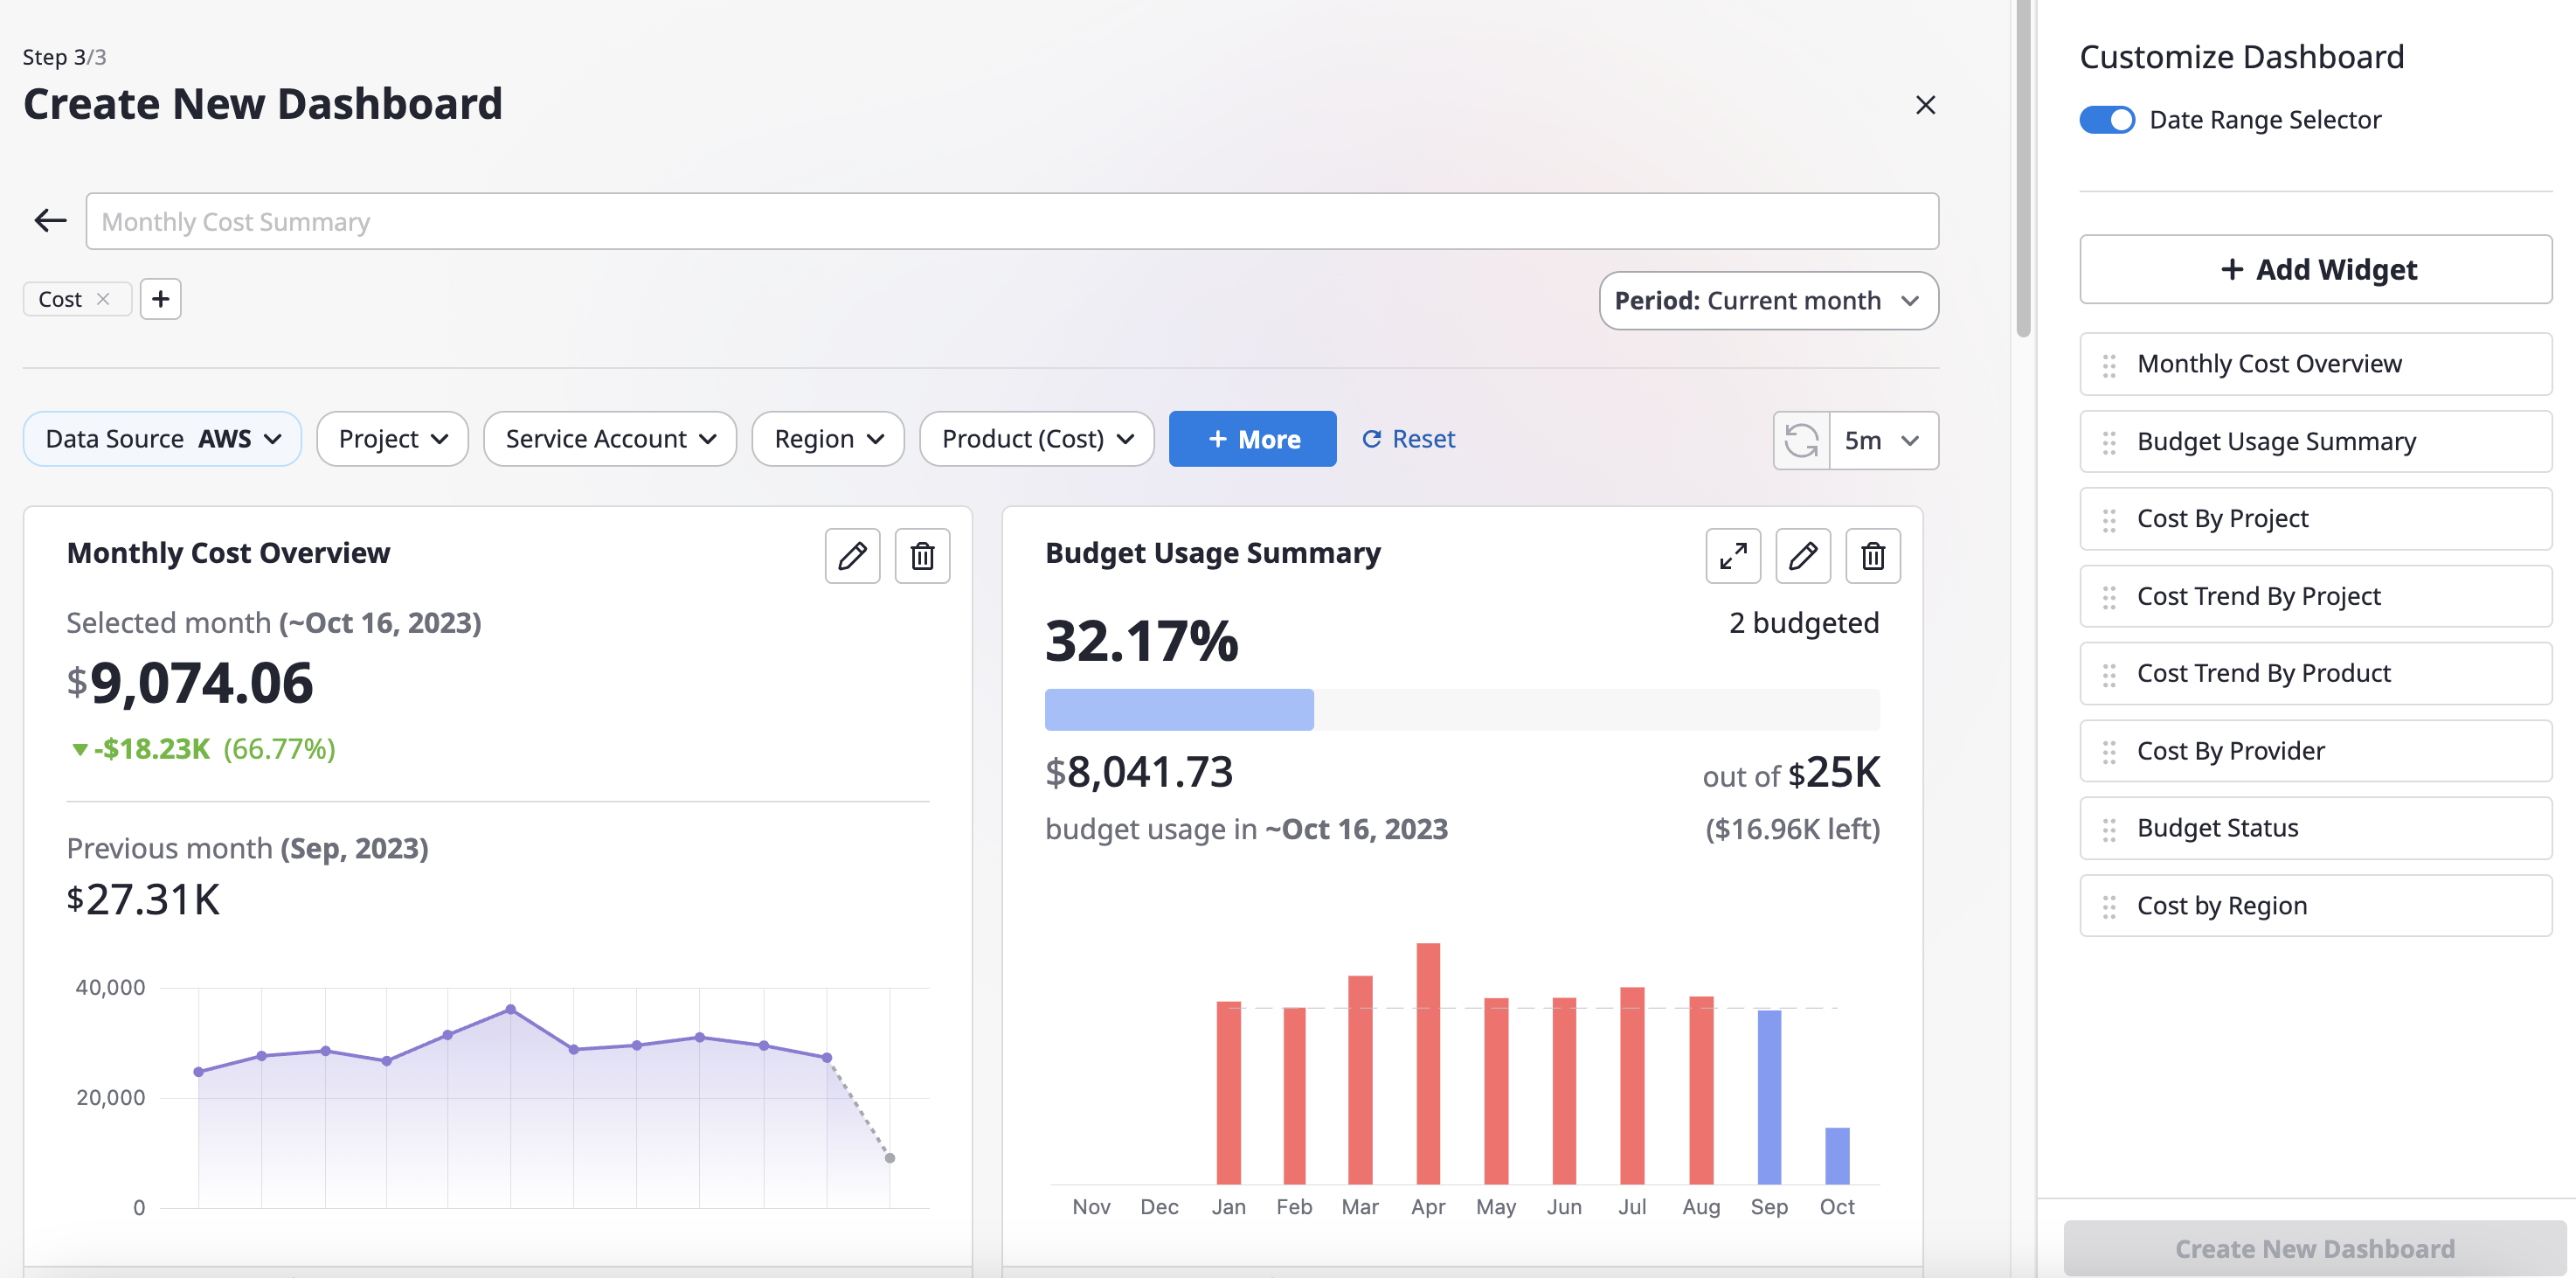 Step 3/3
Create New Dashboard
Monthly Cost Summary
Cost
Period: Current month
Data Source AWS
Project
Service Account
Region
Product (Cost)
+ More
Reset
5m
Monthly Cost Overview
Selected month (~Oct 16, 2023)
$9,074.06
-$18.23K (66.77%)
Previous month (Sep, 2023)
$27.31K
40,000
20,000
0
Budget Usage Summary
32.17%
2 budgeted
$8,041.73
out of $25K
budget usage in ~Oct 16, 2023
($16.96K left)
Nov Dec Jan Feb Mar Apr May Jun Jul Aug Sep Oct
Customize Dashboard
Date Range Selector
+ Add Widget
Monthly Cost Overview
Budget Usage Summary
Cost By Project
Cost Trend By Project
Cost Trend By Product
Cost By Provider
Budget Status
Cost by Region
Create New Dashboard